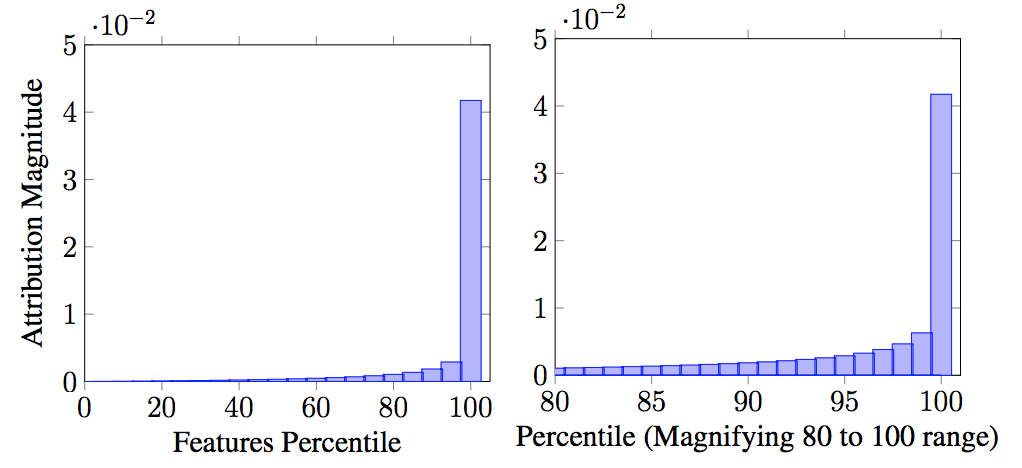 ·10⁻²
5
4
3
2
1
0
Attribution Magnitude
0 20 40 60 80 100
Features Percentile
·10⁻²
5
4
3
2
1
0
80 85 90 95 100
Percentile (Magnifying 80 to 100 range)